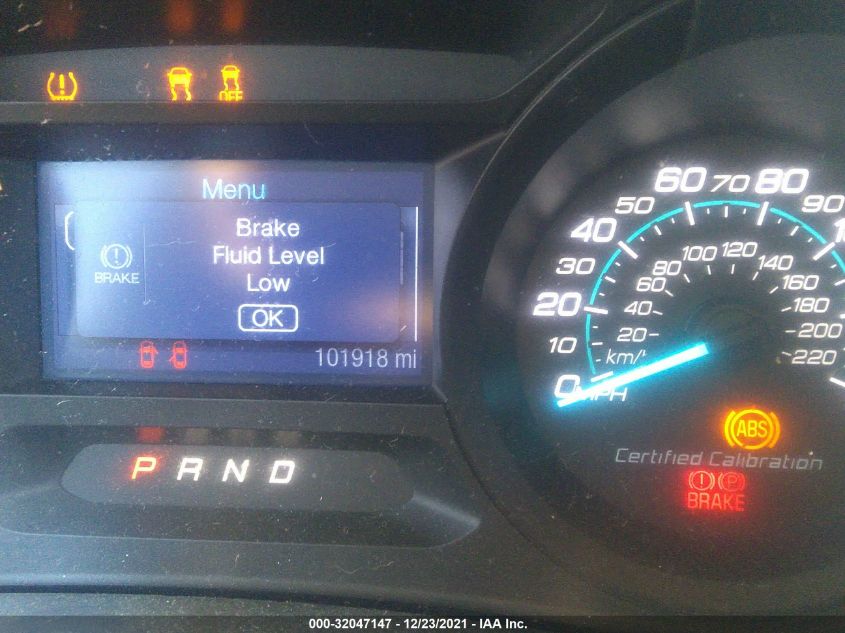 OFF
Menu
Brake
Fluid Level
Low
OK
BRAKE
101918 mi
P R N D
0 10 20 30 40 50 60 70 80 90
20 40 60 80 100 120 140 160 180 200 220
km/
MPH
ABS
Certified Calibration
P
BRAKE
000-32047147 - 12/23/2021 - IAA Inc.